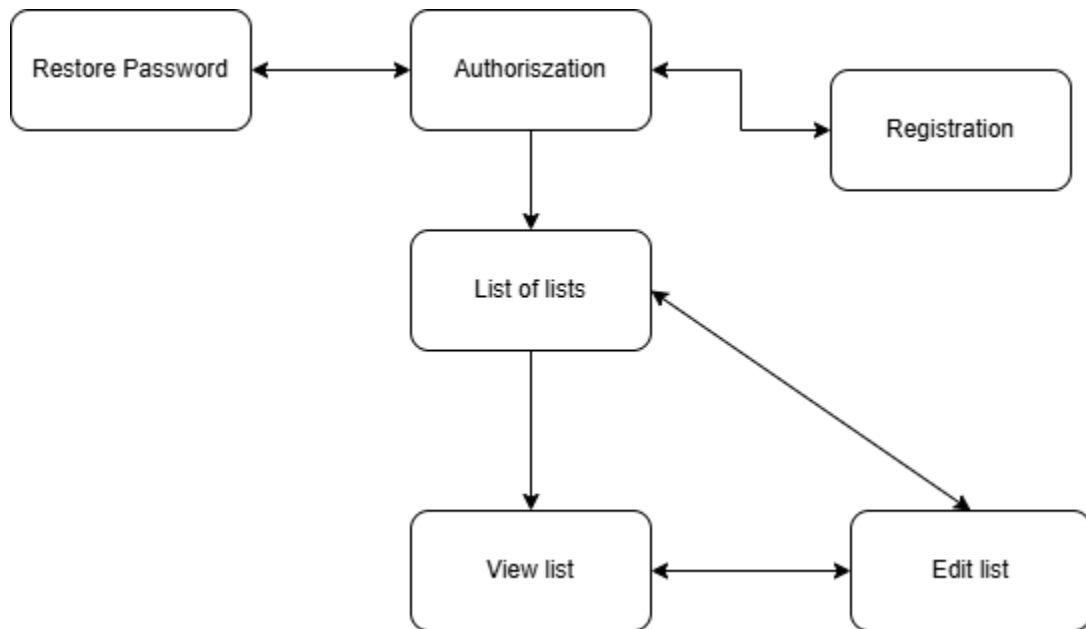 Restore Password
Authoriszation
Registration
List of lists
View list
Edit list